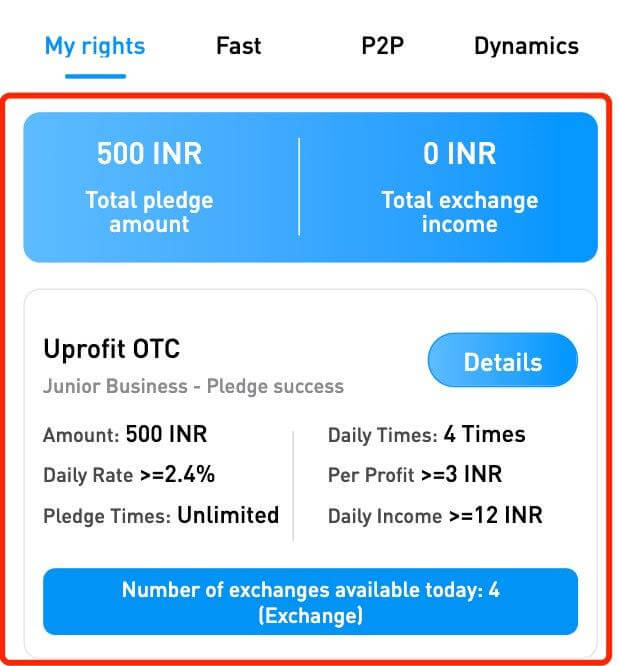 My rights Fast P2P Dynamics
500 INR 0 INR
Total pledge Total exchange
amount income
Uprofit OTC Details
Junior Business - Pledge success
Amount: 500 INR Daily Times: 4 Times
Daily Rate >=2.4% Per Profit >=3 INR
Pledge Times: Unlimited Daily Income >=12 INR
Number of exchanges available today: 4
(Exchange)